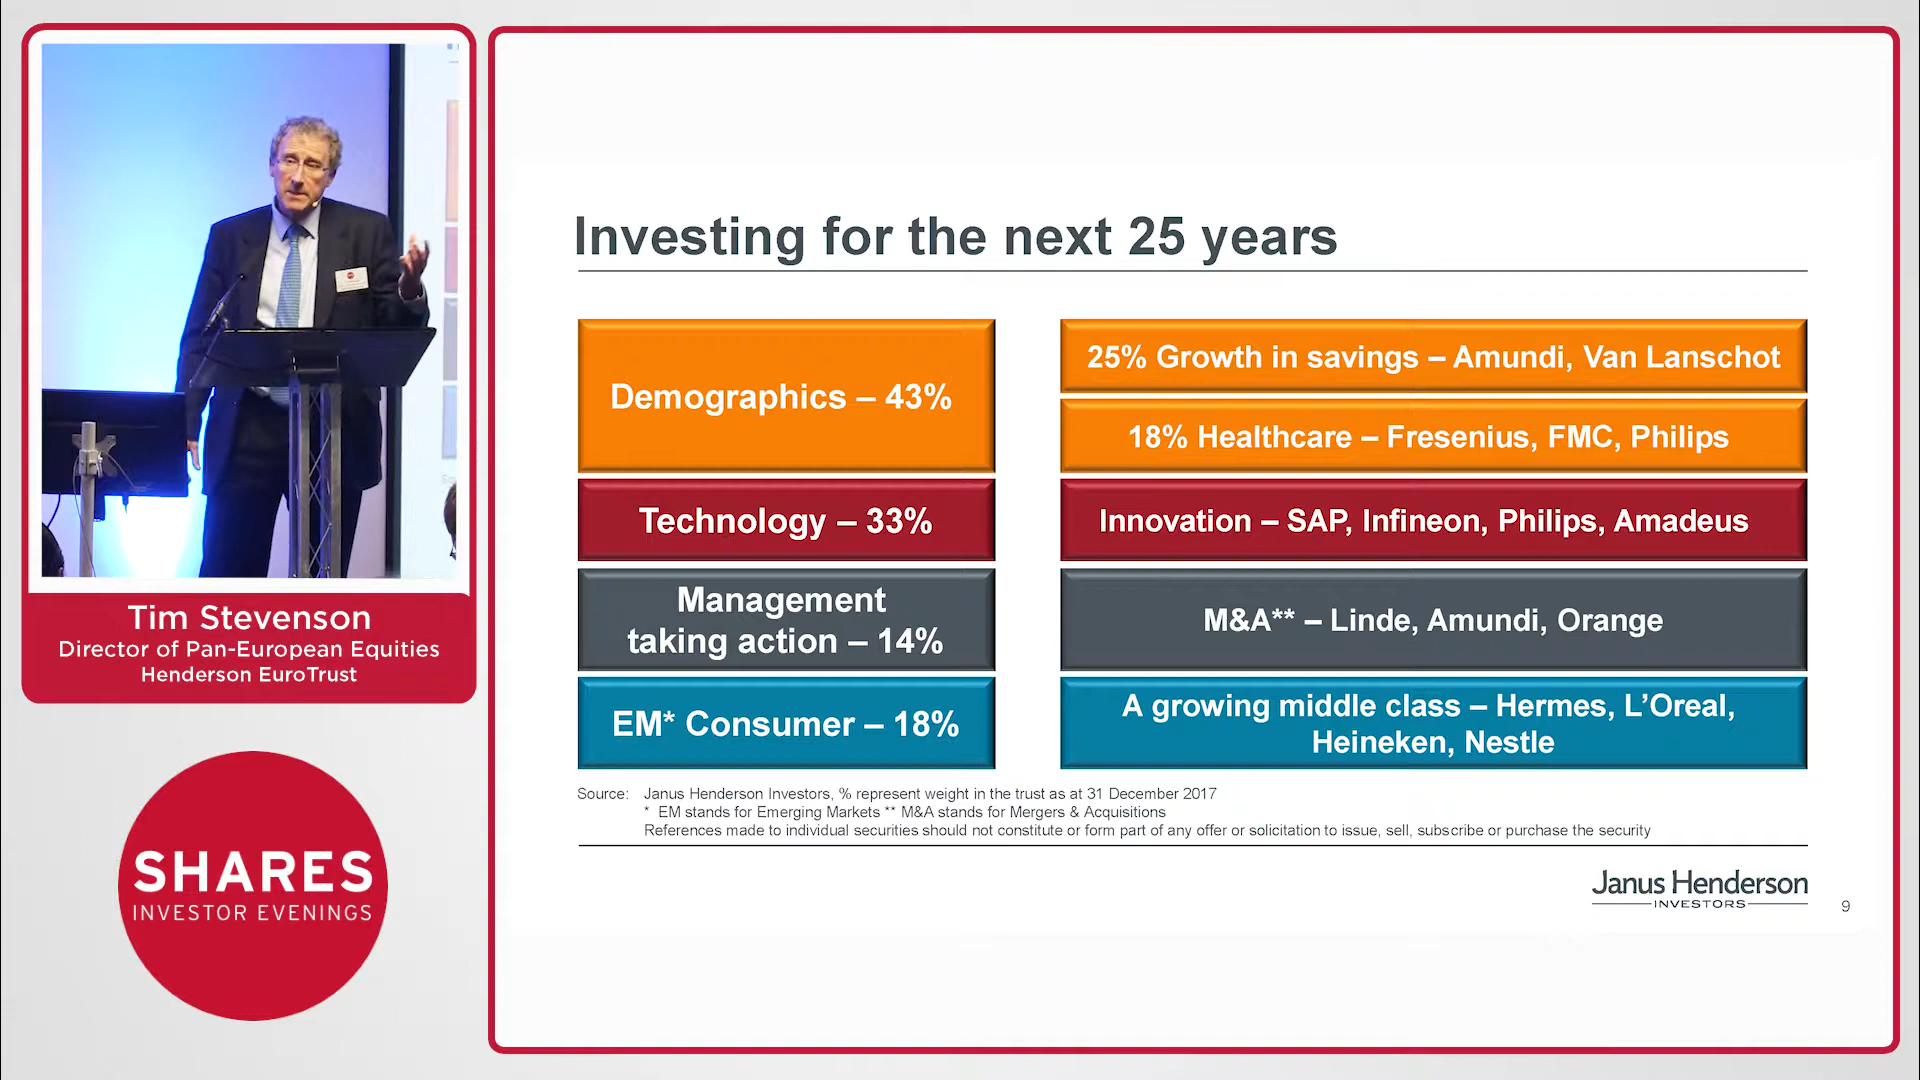 Tim Stevenson
Director of Pan-European Equities
Henderson EuroTrust
SHARES
INVESTOR EVENINGS
Investing for the next 25 years
Demographics – 43%
25% Growth in savings – Amundi, Van Lanschot
18% Healthcare – Fresenius, FMC, Philips
Technology – 33%
Innovation – SAP, Infineon, Philips, Amadeus
Management
taking action – 14%
M&A** – Linde, Amundi, Orange
EM* Consumer – 18%
A growing middle class – Hermes, L’Oreal,
Heineken, Nestle
Source: Janus Henderson Investors, % represent weight in the trust as at 31 December 2017
* EM stands for Emerging Markets ** M&A stands for Mergers & Acquisitions
References made to individual securities should not constitute or form part of any offer or solicitation to issue, sell, subscribe or purchase the security
Janus Henderson
INVESTORS
9